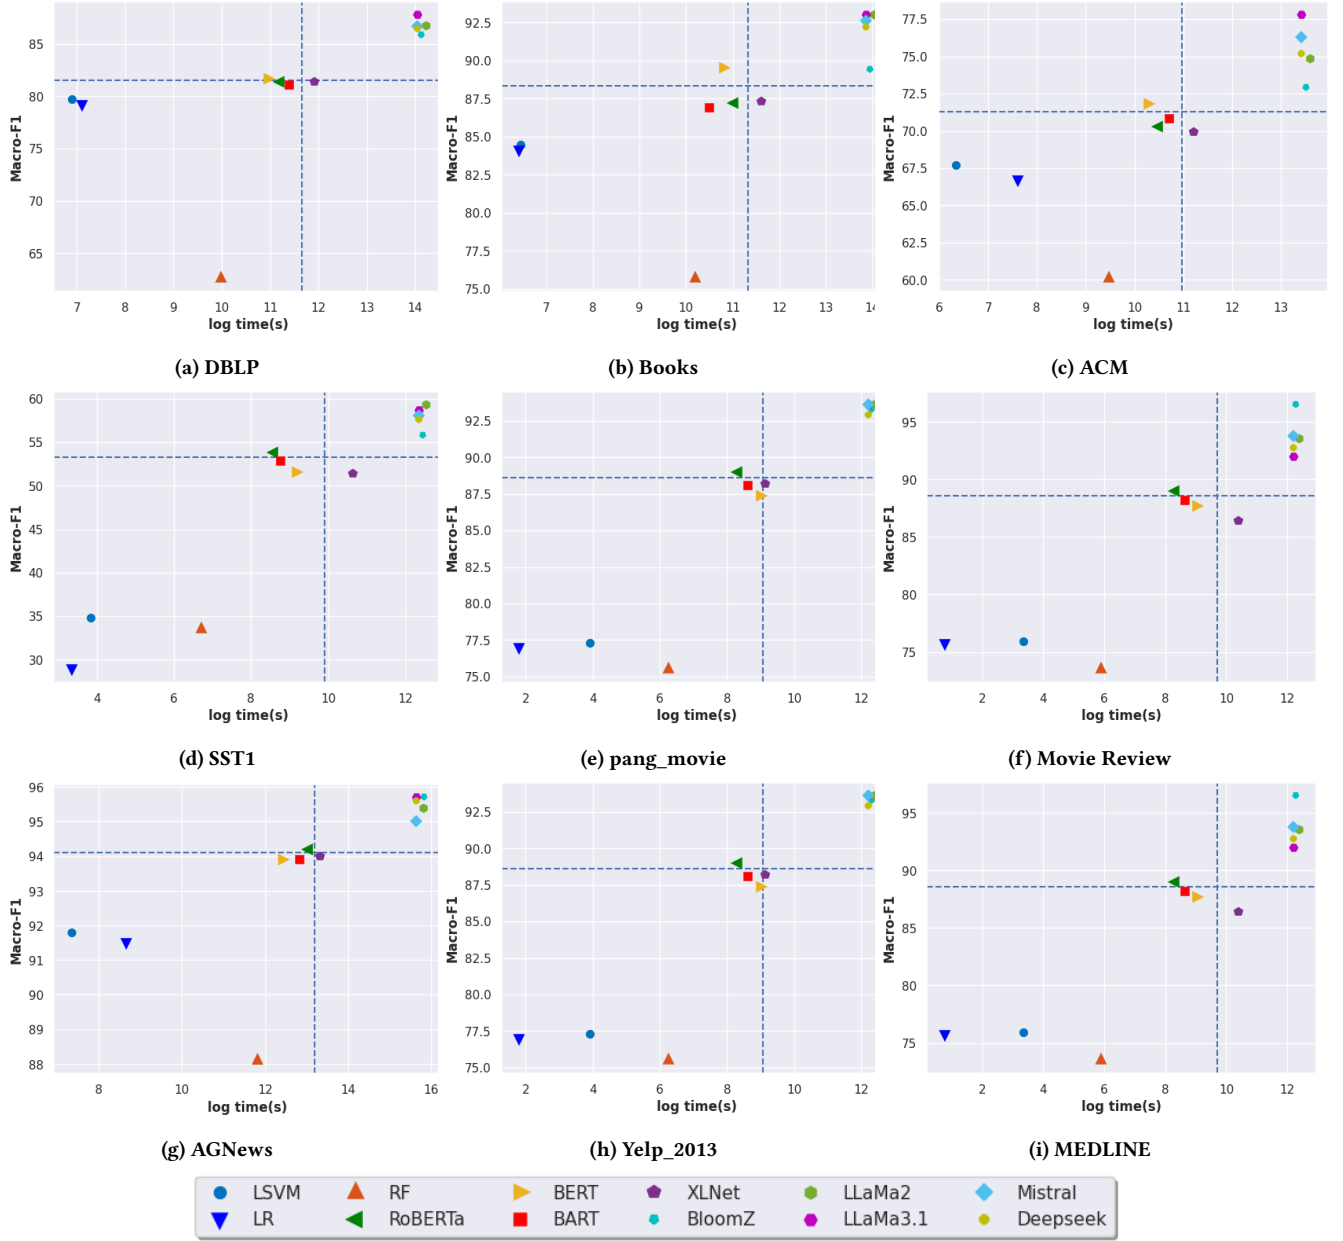 Macro-F1
85
80
75
70
65
7 8 9 10 11 12 13 14
log time(s)
(a) DBLP
Macro-F1
92.5
90.0
87.5
85.0
82.5
80.0
77.5
75.0
7 8 9 10 11 12 13 14
log time(s)
(b) Books
Macro-F1
77.5
75.0
72.5
70.0
67.5
65.0
62.5
60.0
6 7 8 9 10 11 12 13
log time(s)
(c) ACM
Macro-F1
60
55
50
45
40
35
30
4 6 8 10 12
log time(s)
(d) SST1
Macro-F1
92.5
90.0
87.5
85.0
82.5
80.0
77.5
75.0
2 4 6 8 10 12
log time(s)
(e) pang_movie
Macro-F1
95
90
85
80
75
2 4 6 8 10 12
log time(s)
(f) Movie Review
Macro-F1
96
95
94
93
92
91
90
89
88
8 10 12 14 16
log time(s)
(g) AGNews
Macro-F1
92.5
90.0
87.5
85.0
82.5
80.0
77.5
75.0
2 4 6 8 10 12
log time(s)
(h) Yelp_2013
Macro-F1
95
90
85
80
75
2 4 6 8 10 12
log time(s)
(i) MEDLINE
LSVM RF BERT XLNet LLaMa2 Mistral
LR RoBERTa BART BloomZ LLaMa3.1 Deepseek